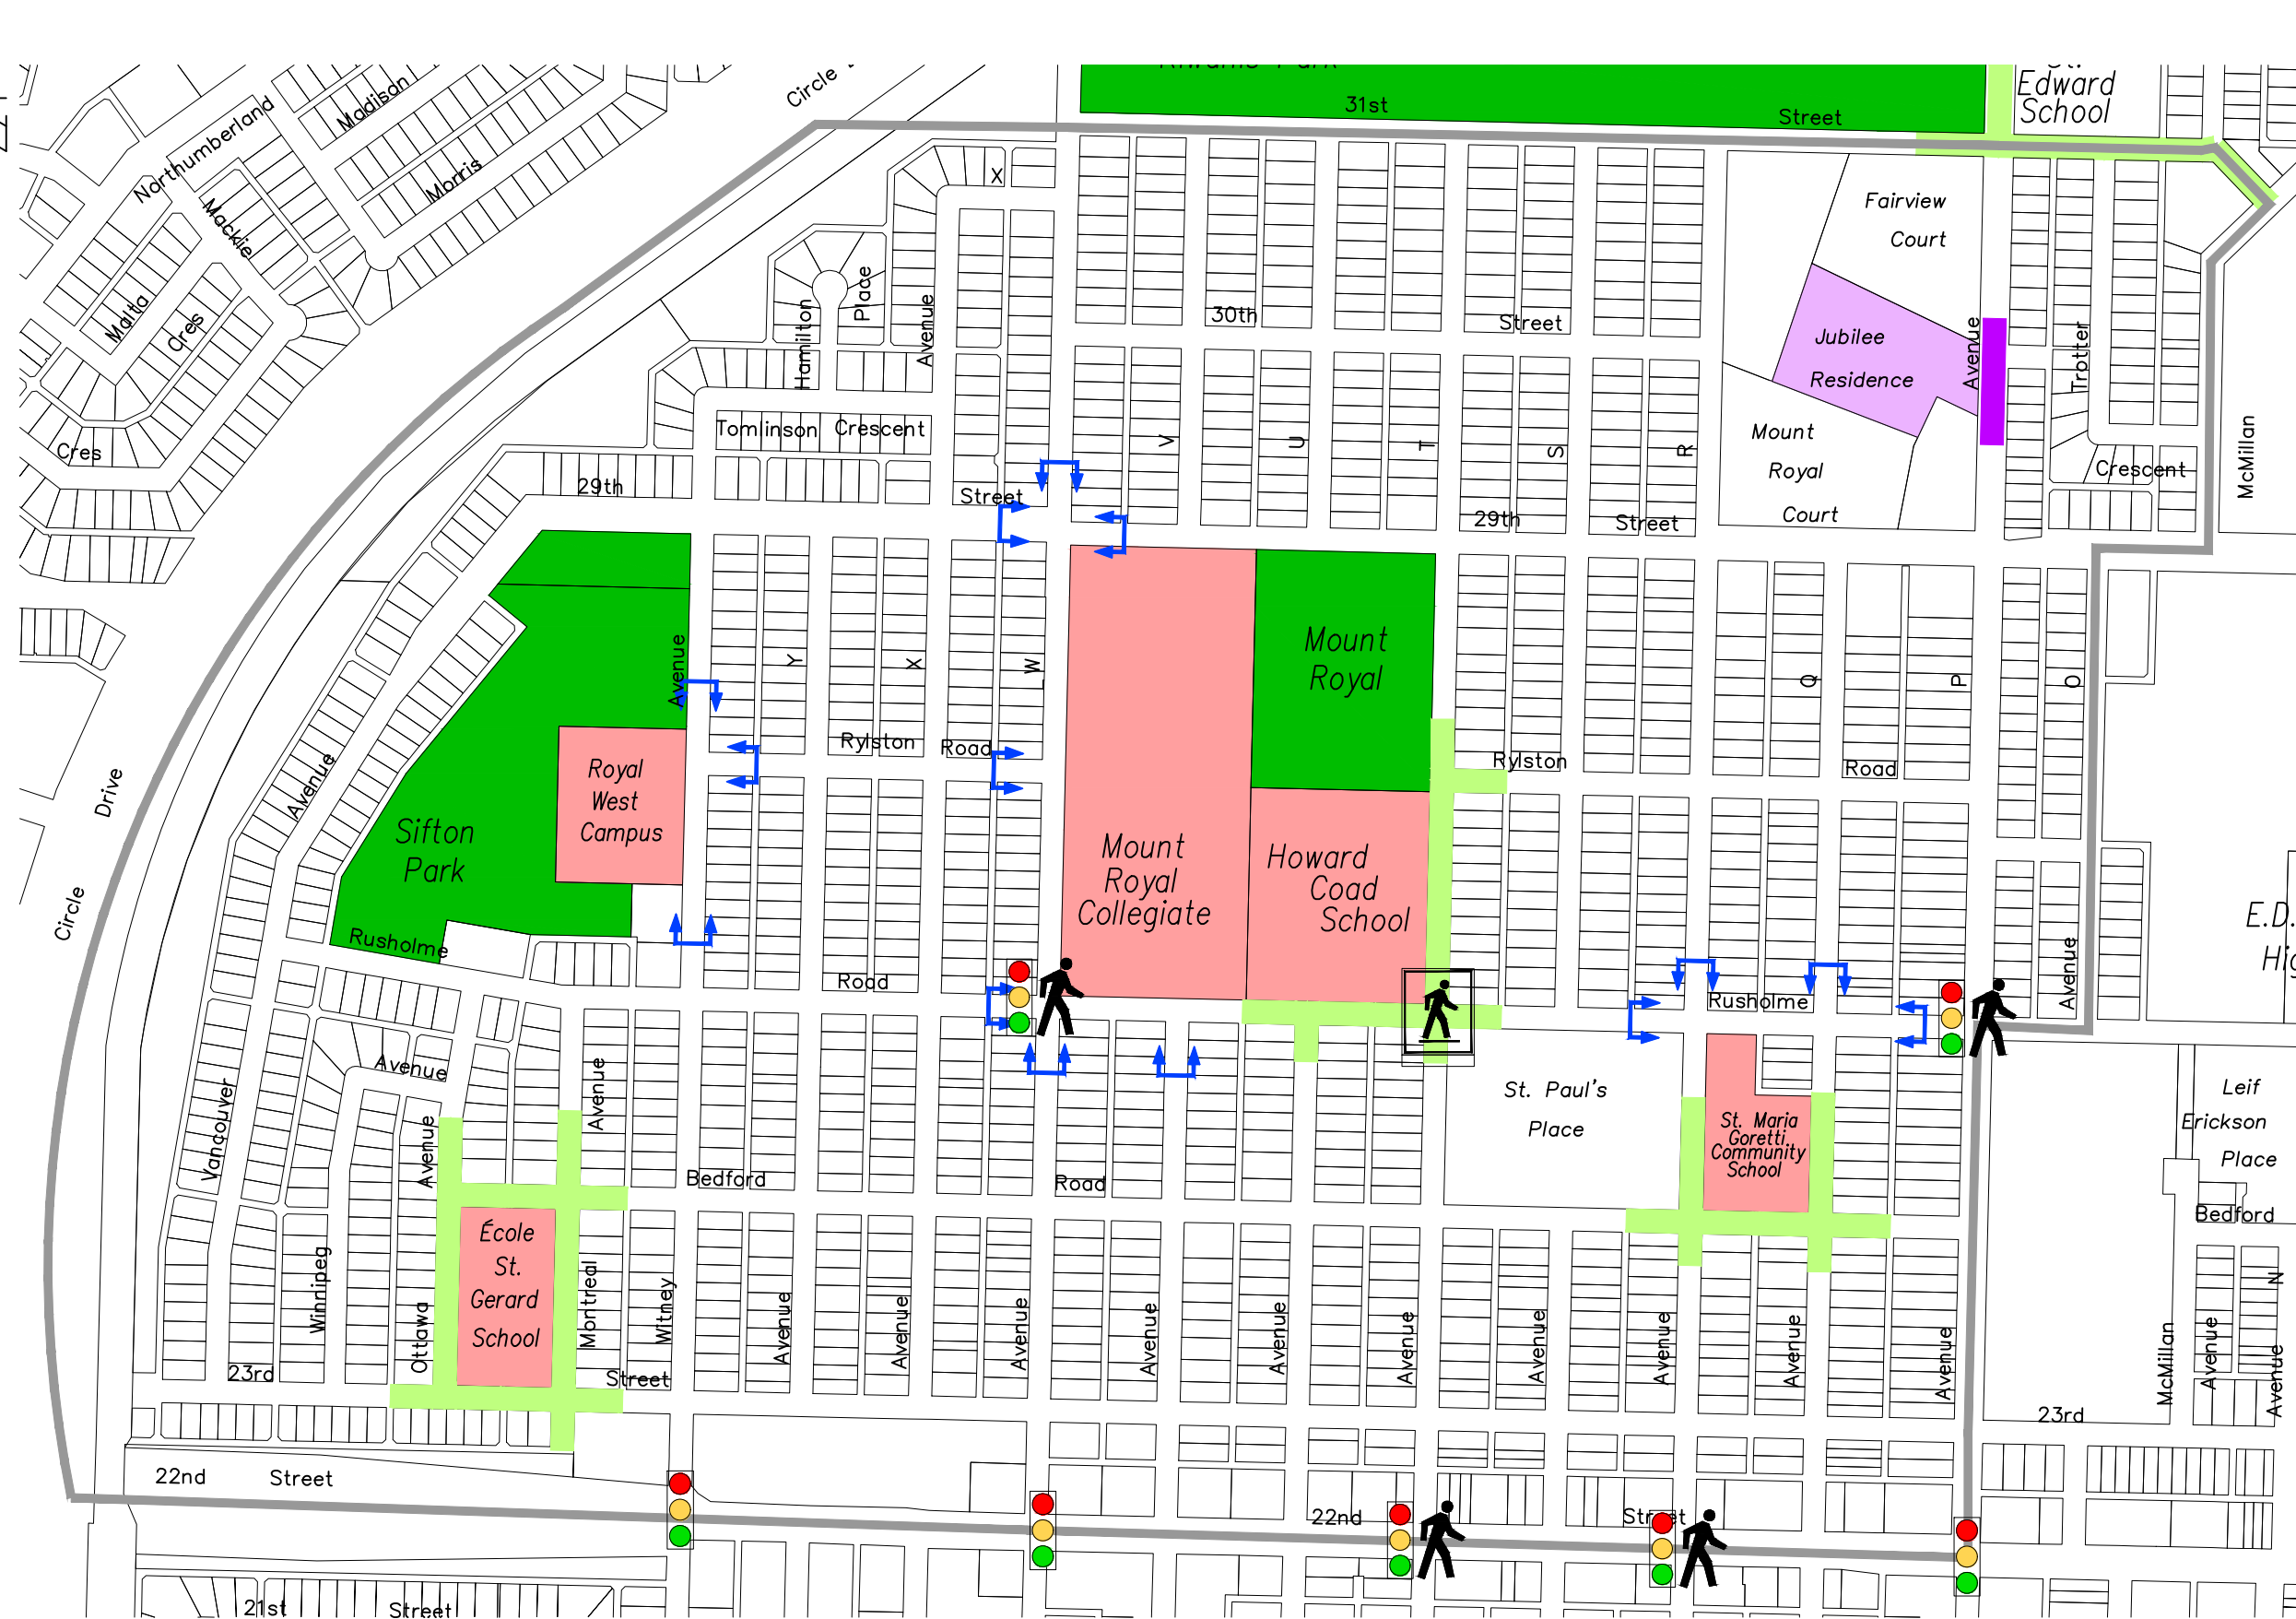 Circle
31st
Street
St.
Edward
School
Madison
Northumberland
Morris
Mackie
X
Fairview
Court
Malta
Cres
Hamilton
Place
Avenue
30th
Street
Jubilee
Residence
Avenue
Trotter
Cres
Tomlinson
Crescent
V
U
T
S
R
Mount
Royal
Court
McMillan
Crescent
29th
Street
29th
Street
Avenue
Y
X
W
Mount
Royal
Q
P
O
Rylston
Road
Rylston
Road
Royal
West
Campus
Avenue
Drive
Sifton
Park
Circle
Mount
Royal
Collegiate
Howard
Coad
School
E.D.
Rusholme
Road
Rusholme
Avenue
Avenue
Avenue
Vancouver
Avenue
St. Paul's
Place
St. Maria
Goretti
Community
School
Leif
Erickson
Place
Bedford
Road
Bedford
École
St.
Gerard
School
Winnipeg
Ottawa
Montreal
Witney
Avenue
Avenue
Avenue
Avenue
Avenue
Avenue
Avenue
Avenue
Avenue
Avenue
McMillan
Avenue
N
Avenue
23rd
Street
23rd
22nd
Street
22nd
Street
21st
Street